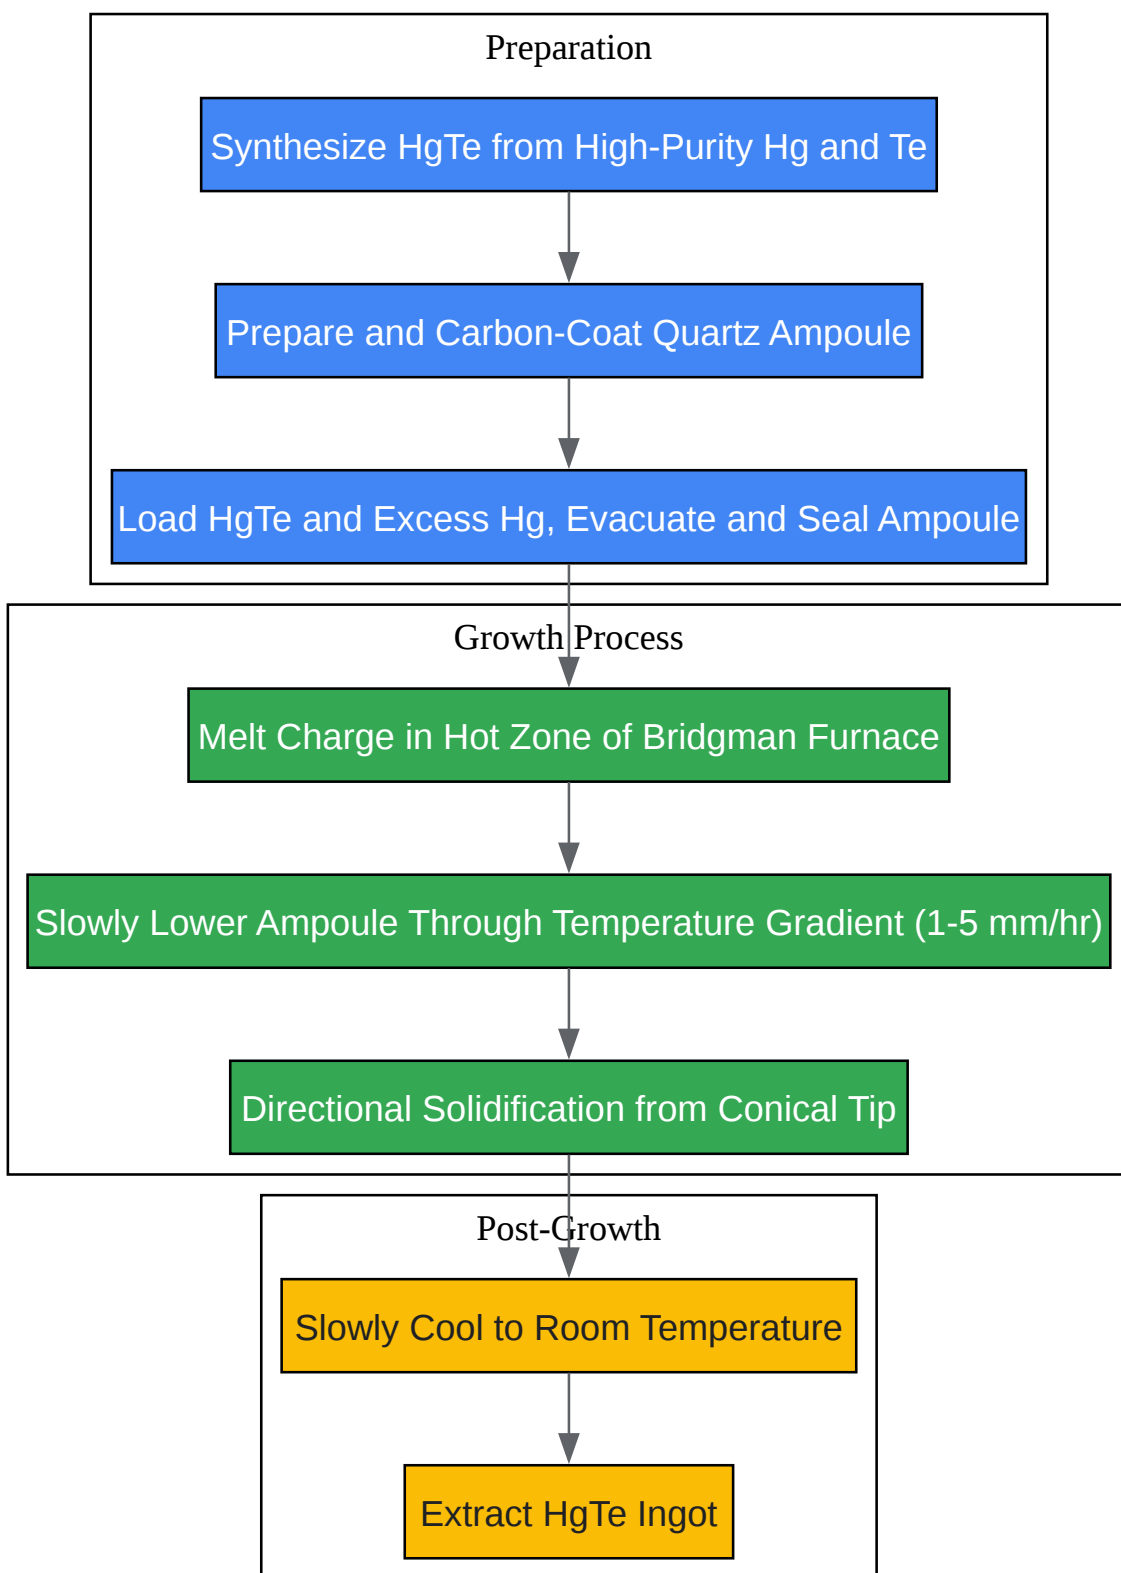 Preparation
Synthesize HgTe from High-Purity Hg and Te
Prepare and Carbon-Coat Quartz Ampoule
Load HgTe and Excess Hg, Evacuate and Seal Ampoule
Growth Process
Melt Charge in Hot Zone of Bridgman Furnace
Slowly Lower Ampoule Through Temperature Gradient (1-5 mm/hr)
Directional Solidification from Conical Tip
Post-Growth
Slowly Cool to Room Temperature
Extract HgTe Ingot